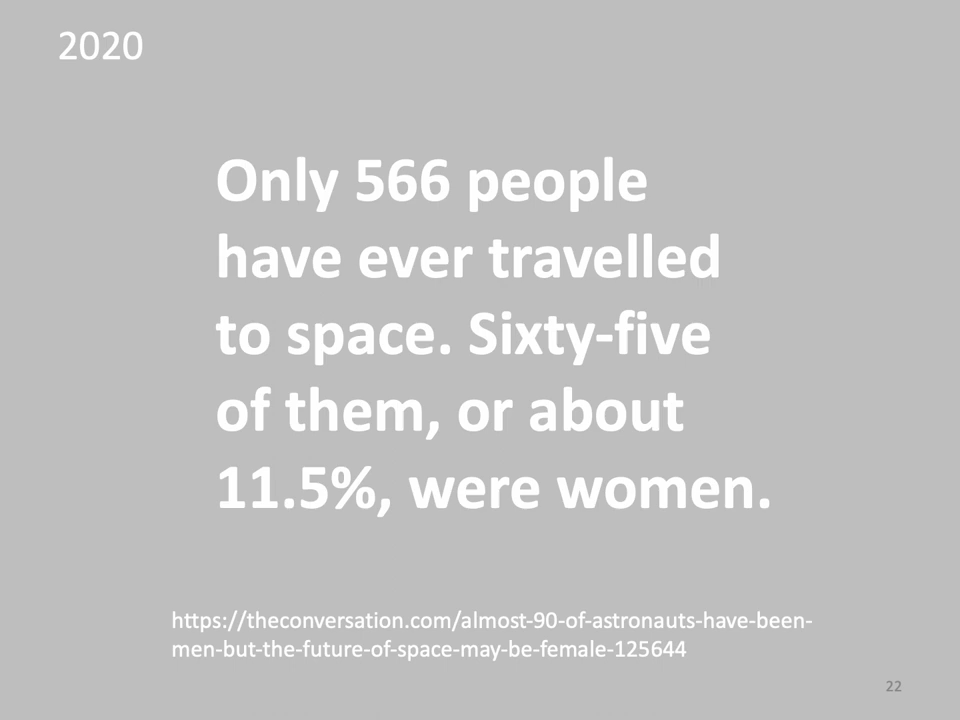 2020
Only 566 people
have ever travelled
to space. Sixty-five
of them, or about
11.5%, were women.
https://theconversation.com/almost-90-of-astronauts-have-been-
men-but-the-future-of-space-may-be-female-125644
22